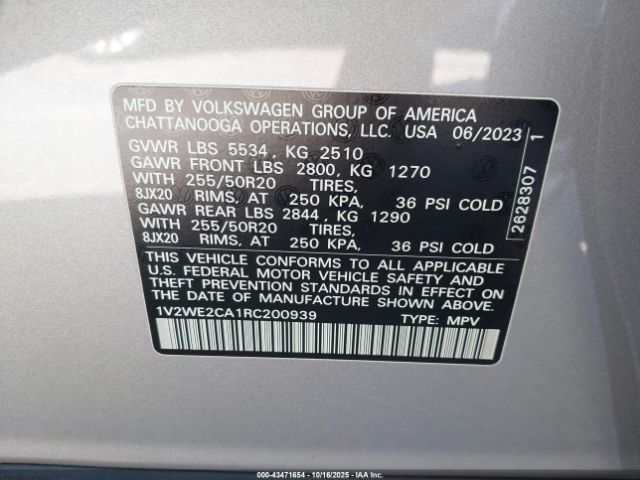 MFD BY VOLKSWAGEN GROUP OF AMERICA
CHATTANOOGA OPERATIONS, LLC. USA 06/2023
GVWR LBS 5534, KG 2510
GAWR FRONT LBS 2800, KG 1270
WITH 255/50R20 TIRES,
8JX20 RIMS, AT 250 KPA, 36 PSI COLD
GAWR REAR LBS 2844, KG 1290
WITH 255/50R20 TIRES,
8JX20 RIMS, AT 250 KPA, 36 PSI COLD
THIS VEHICLE CONFORMS TO ALL APPLICABLE
U.S. FEDERAL MOTOR VEHICLE SAFETY AND
THEFT PREVENTION STANDARDS IN EFFECT ON
THE DATE OF MANUFACTURE SHOWN ABOVE.
1V2WE2CA1RC200939 TYPE: MPV
2628307 1
000-43471654 | 10/16/2025 | IAA Inc.